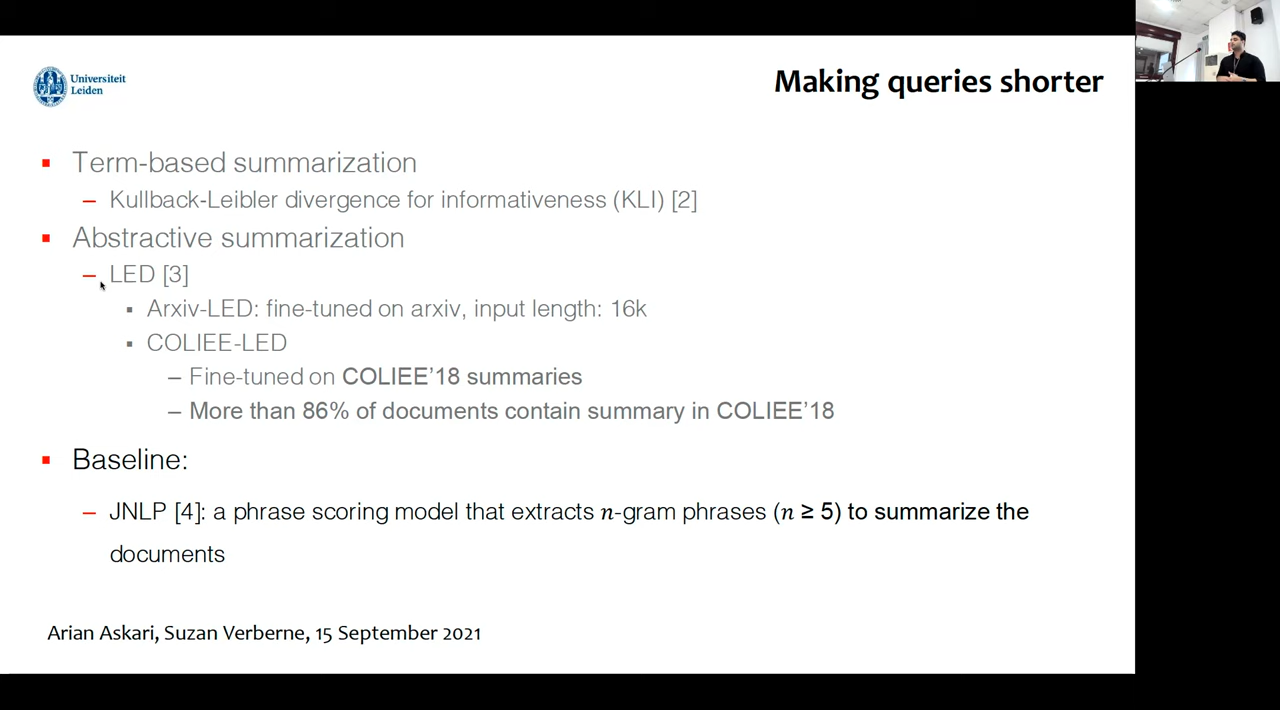 Universiteit
Leiden
Making queries shorter
Term-based summarization
– Kullback-Leibler divergence for informativeness (KLI) [2]
Abstractive summarization
– LED [3]
Arxiv-LED: fine-tuned on arxiv, input length: 16k
COLIEE-LED
– Fine-tuned on COLIEE’18 summaries
– More than 86% of documents contain summary in COLIEE’18
Baseline:
– JNLP [4]: a phrase scoring model that extracts n-gram phrases (n ≥ 5) to summarize the
documents
Arian Askari, Suzan Verberne, 15 September 2021